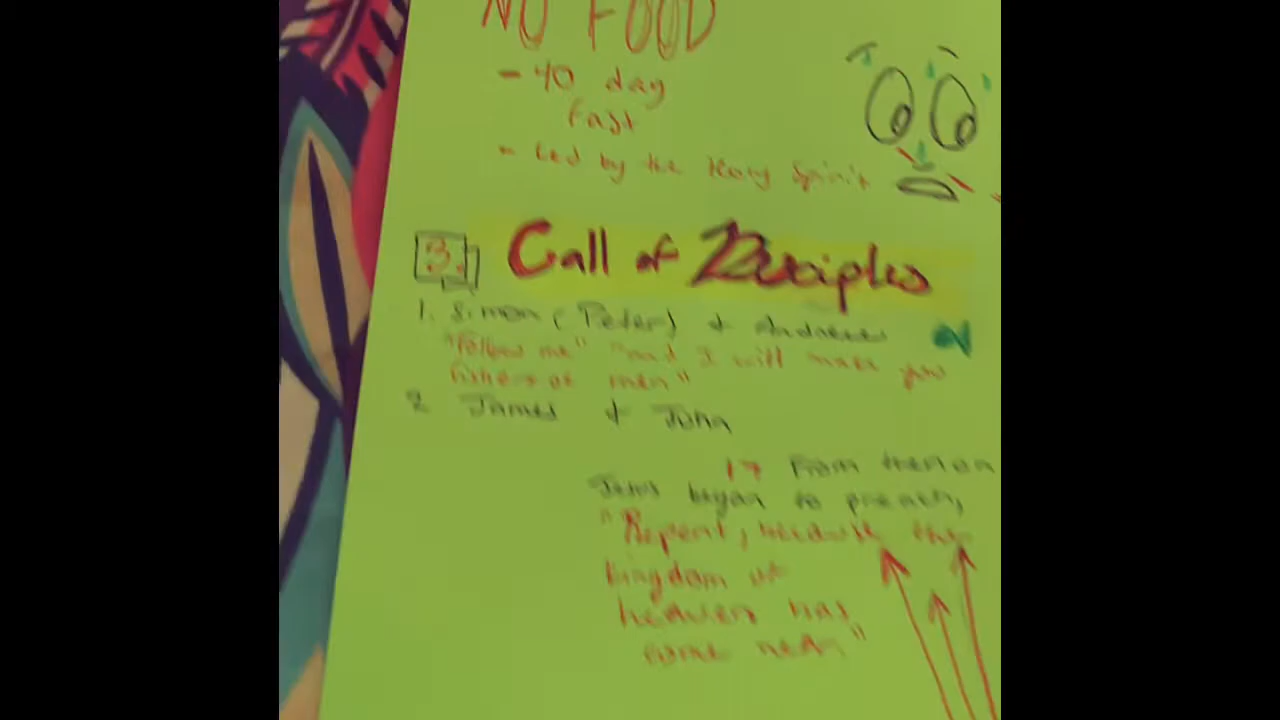 NO FOOD
- 40 day
fast
- Led by the Holy Spirit
3. Call of Disciples
1. Simon (Peter) & Andrew
"Follow me" "and I will make you
fishers of men"
2 James & John
17 From then on
Jesus began to preach,
"Repent, because the
kingdom of
heaven has
come near"